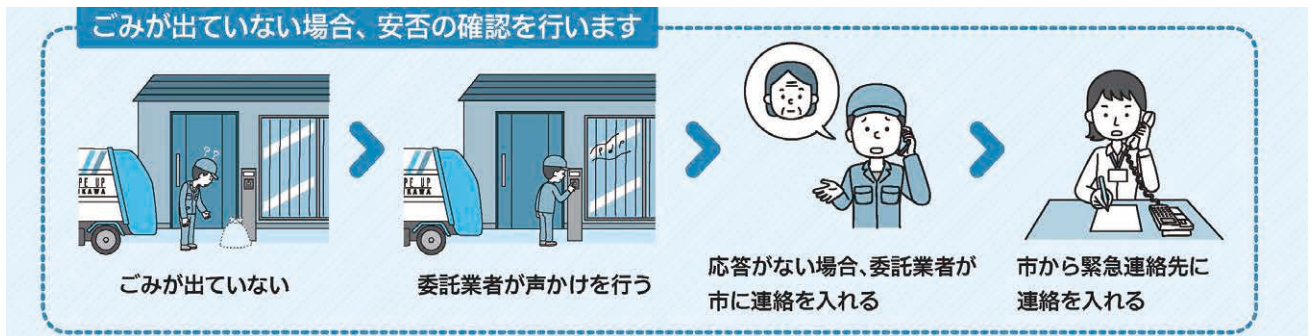 ごみが出ていない場合、安否の確認を行います
PE UP
KAWA
ごみが出ていない
委託業者が声かけを行う
応答がない場合、委託業者が
市に連絡を入れる
市から緊急連絡先に
連絡を入れる